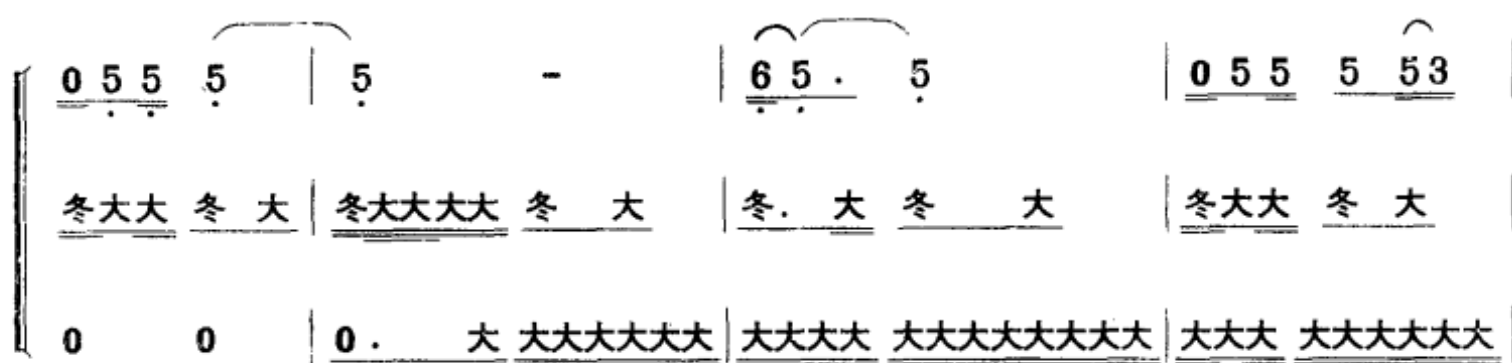 0 5 5 5 | 5 - | 6 5 . 5 | 0 5 5 5 5 3 |
冬大大 冬 大 | 冬大大大大 冬 大 | 冬. 大 冬 大 | 冬大大 冬 大 |
0 0 | 0. 大 大大大大大大 | 大大大大 大大大大大大大大 | 大大大 大大大大大大 |